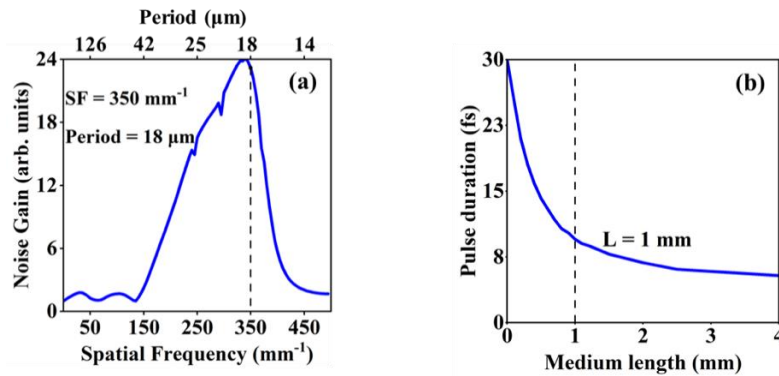 Period (µm)
126 42 25 18 14
24
18
12
6
0
Noise Gain (arb. units)
(a)
SF = 350 mm-1
Period = 18 µm
50 150 250 350 450
Spatial Frequency (mm-1)
30
23
15
8
0
Pulse duration (fs)
(b)
L = 1 mm
0 1 2 3 4
Medium length (mm)